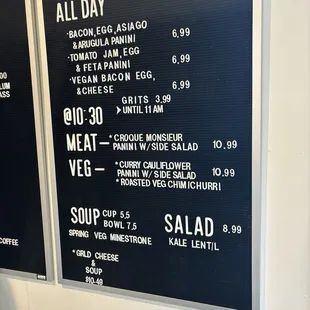 ALL DAY
·BACON, EGG, ASIAGO
& ARUGULA PANINI 6,99
·TOMATO JAM, EGG
& FETA PANINI 6,99
·VEGAN BACON EGG,
& CHEESE 6,99
GRITS 3,99
UNTIL 11 AM
@10:30
MEAT— *CROQUE MONSIEUR
PANINI W/ SIDE SALAD 10,99
VEG— *CURRY CAULIFLOWER
PANINI W/ SIDE SALAD 10,99
*ROASTED VEG CHIMICHURRI
SOUP CUP 5,5
BOWL 7,5
SPRING VEG MINESTRONE
*GRLD CHEESE
&
SOUP
SALAD 8,99
KALE LENTIL
COFFEE